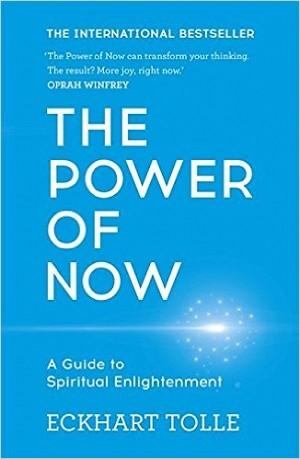 THE INTERNATIONAL BESTSELLER
‘The Power of Now can transform your thinking.
The result? More joy, right now.’
OPRAH WINFREY
THE
POWER
OF
NOW
A Guide to
Spiritual Enlightenment
ECKHART TOLLE